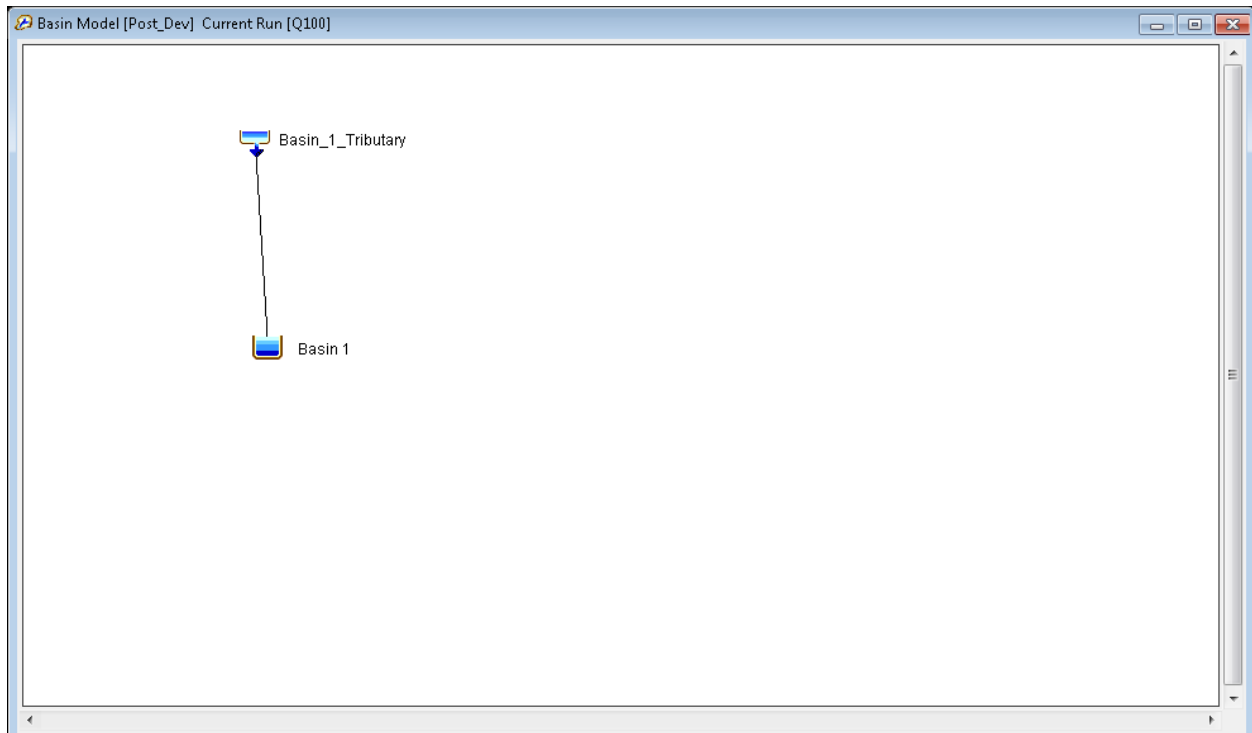 Basin Model [Post_Dev] Current Run [Q100]
Basin_1_Tributary
Basin 1